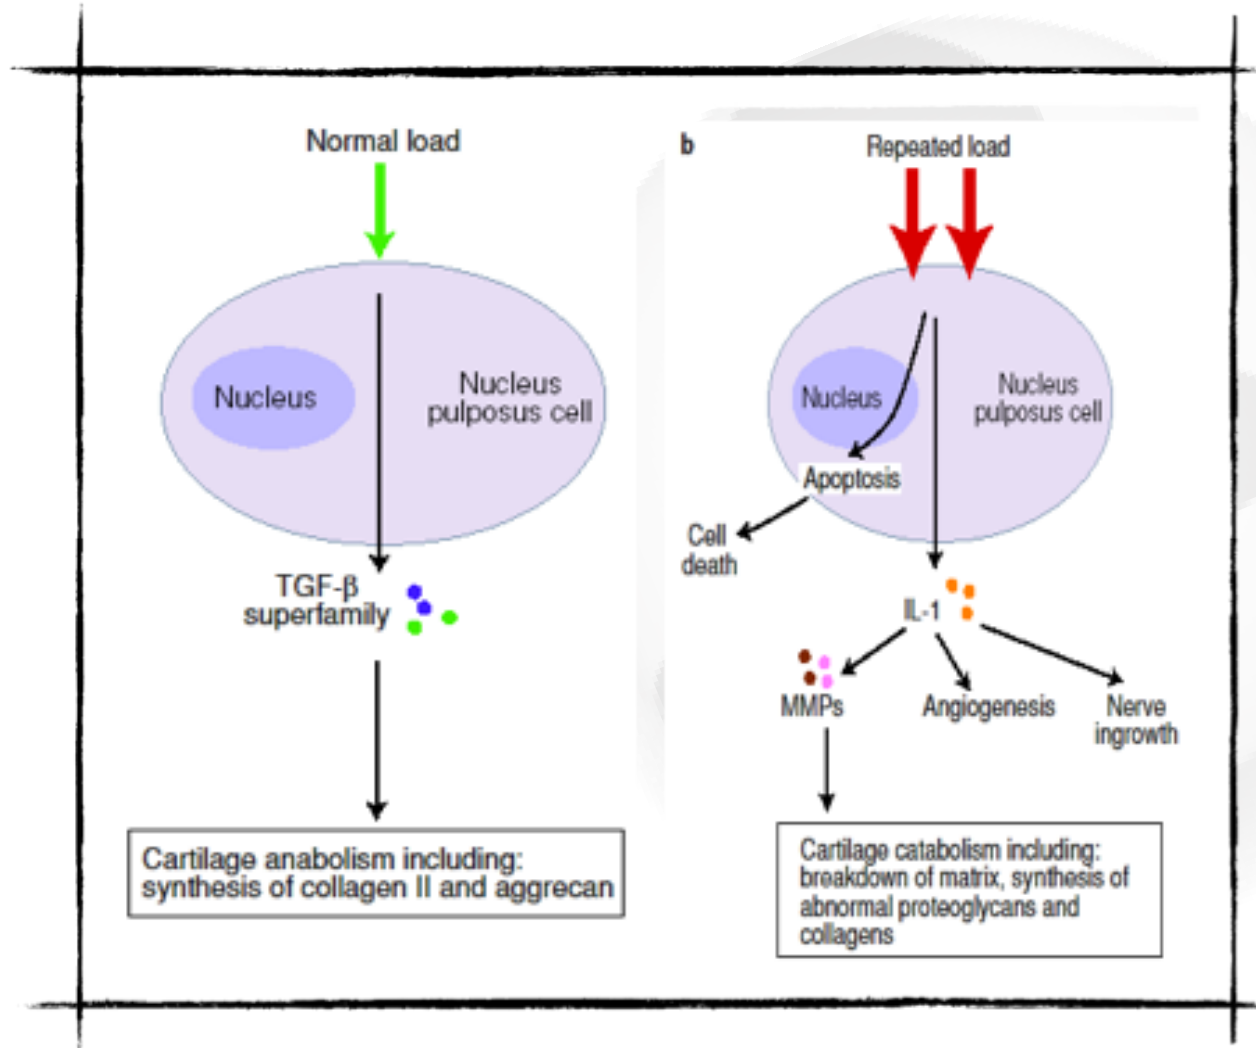 Normal load
Nucleus
Nucleus
pulposus cell
TGF-β
superfamily
Cartilage anabolism including:
synthesis of collagen II and aggrecan
b
Repeated load
Nucleus
Nucleus
pulposus cell
Apoptosis
Cell
death
IL-1
MMPs
Angiogenesis
Nerve
ingrowth
Cartilage catabolism including:
breakdown of matrix, synthesis of
abnormal proteoglycans and
collagens